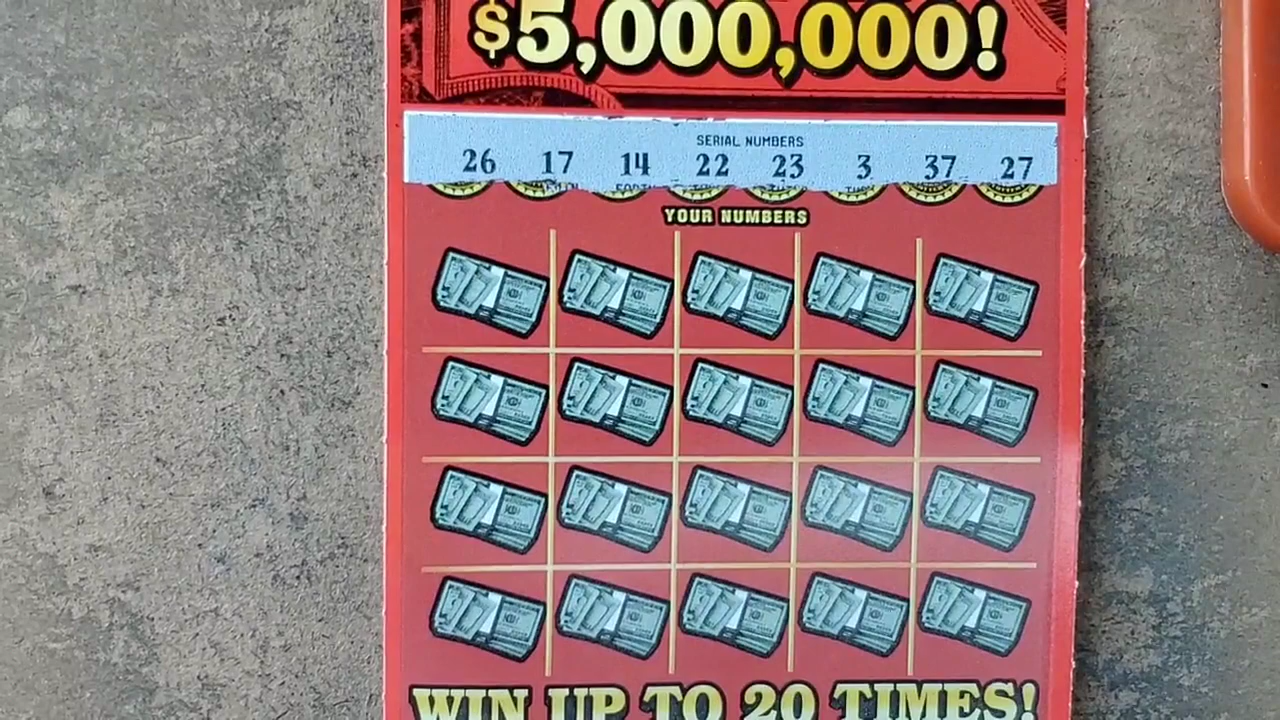 $5,000,000!
SERIAL NUMBERS
26 17 14 22 23 3 37 27
YOUR NUMBERS
WIN UP TO 20 TIMES!